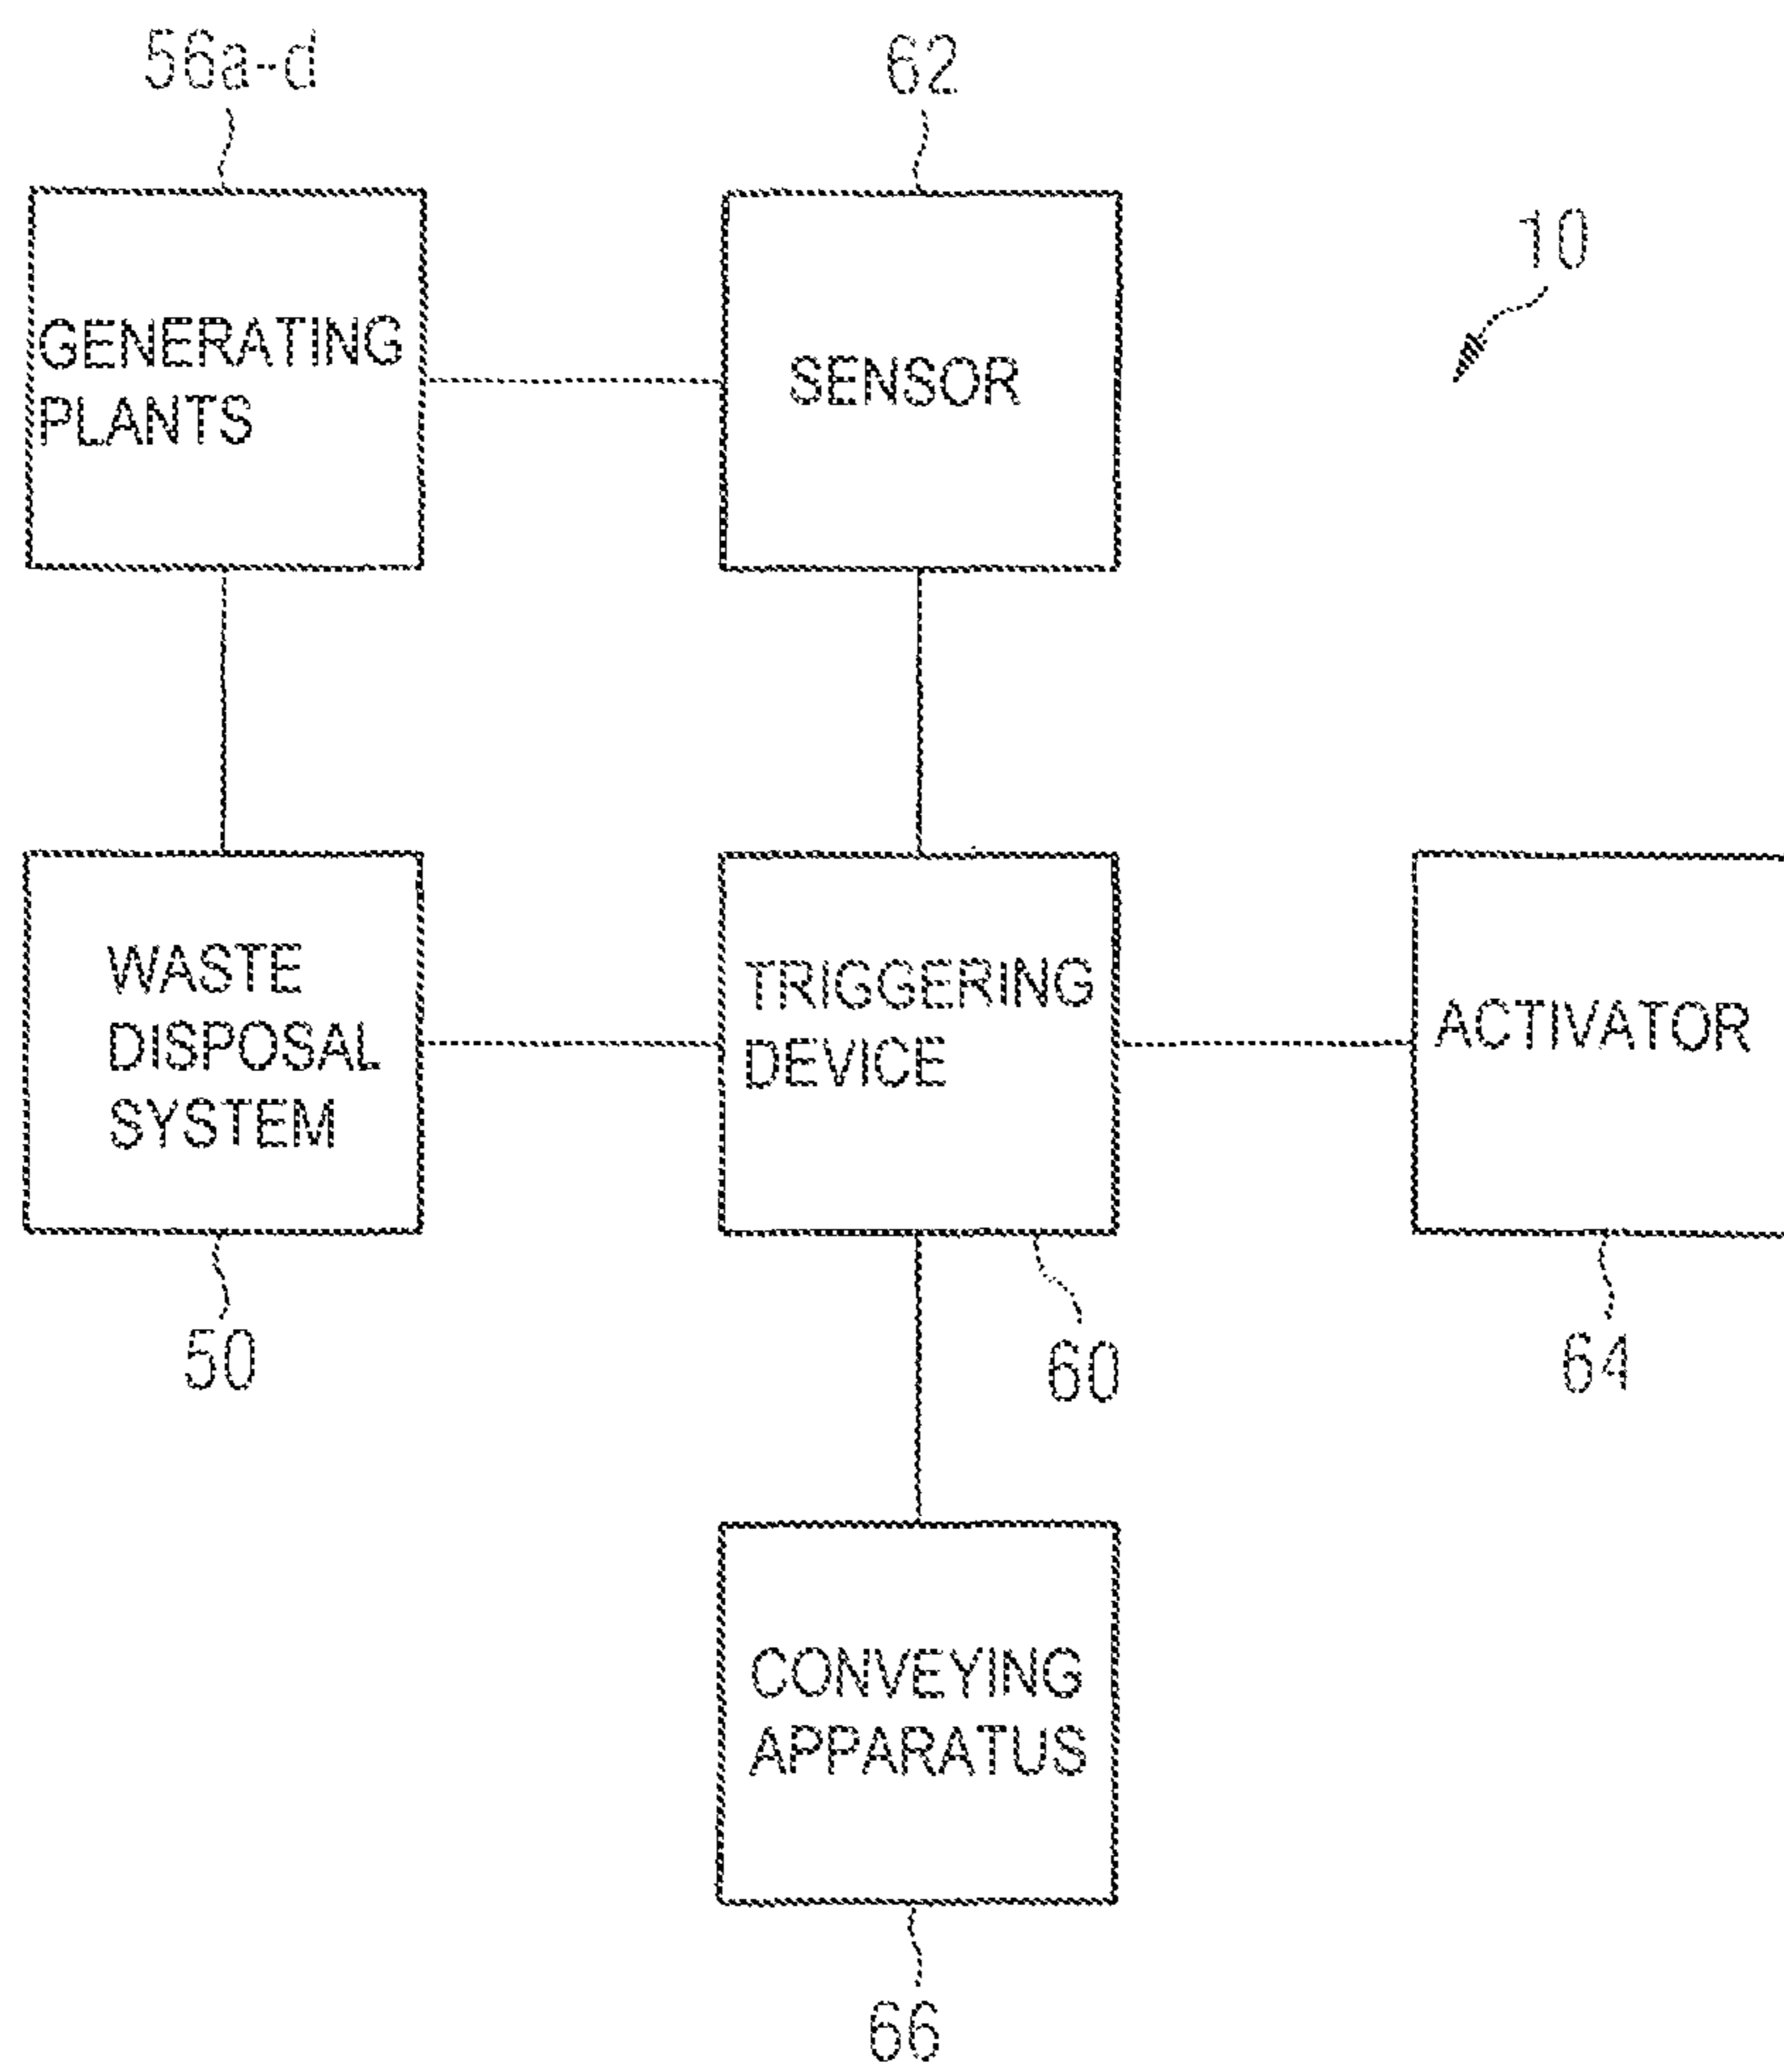 56a-d
62
10
GENERATING
PLANTS
SENSOR
WASTE
DISPOSAL
SYSTEM
TRIGGERING
DEVICE
ACTIVATOR
50
60
64
CONVEYING
APPARATUS
66